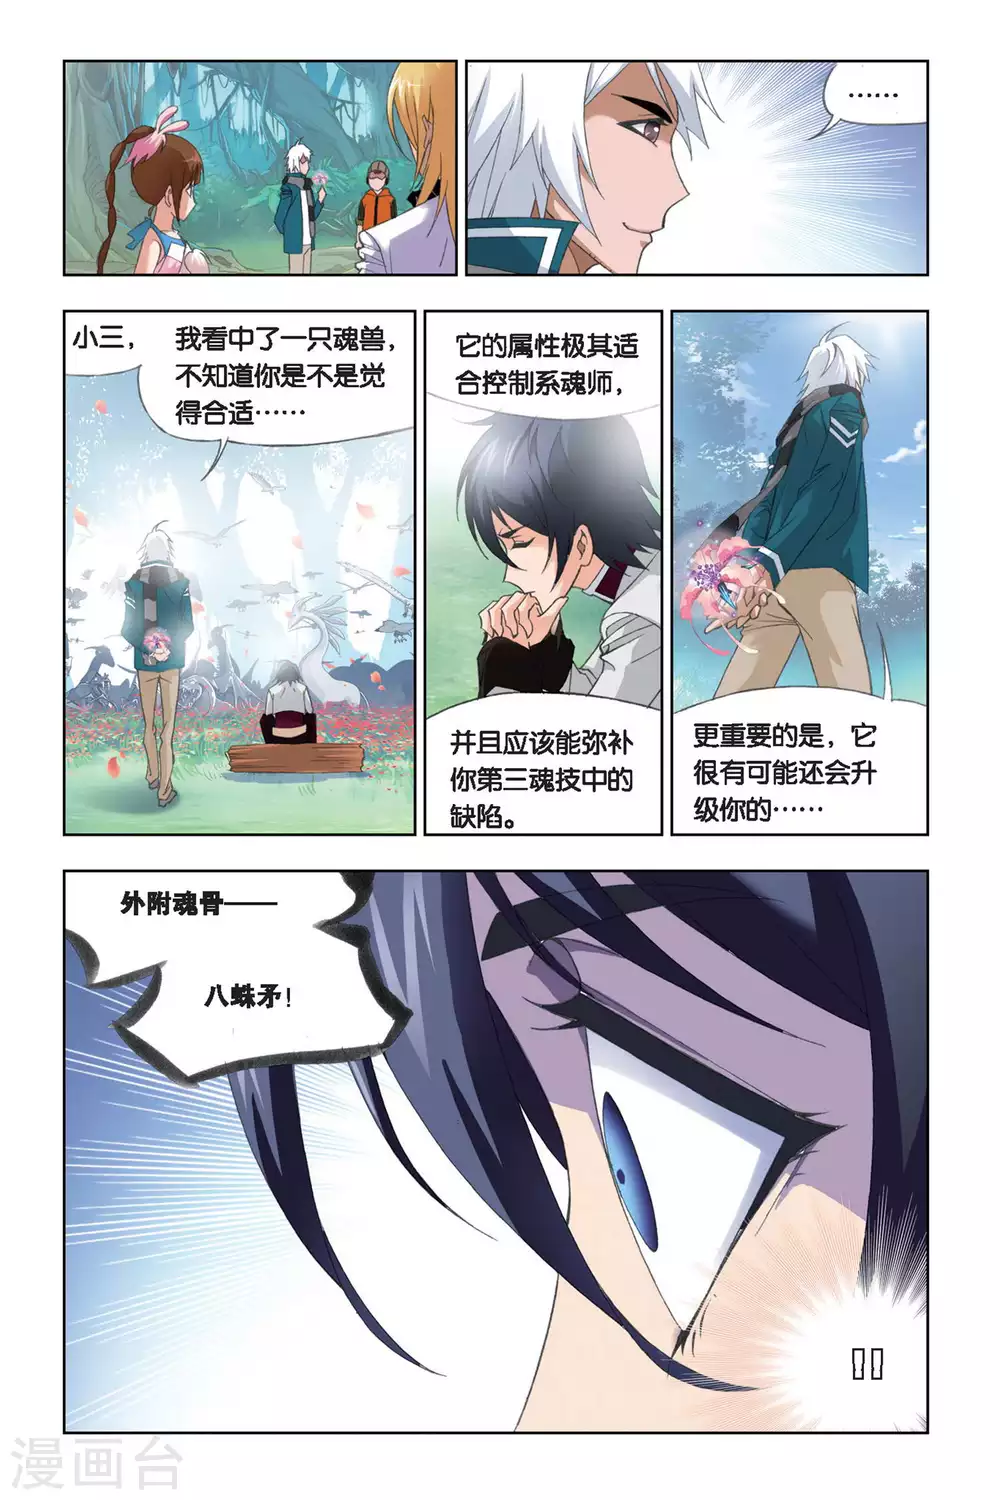 ……
小三，
我看中了一只魂兽，
不知道你是不是觉
得合适……
它的属性极其适
合控制系魂师，
并且应该能弥补
你第三魂技中的
缺陷。
更重要的是，它
很有可能还会升
级你的……
外附魂骨——
八蛛矛！
漫画台